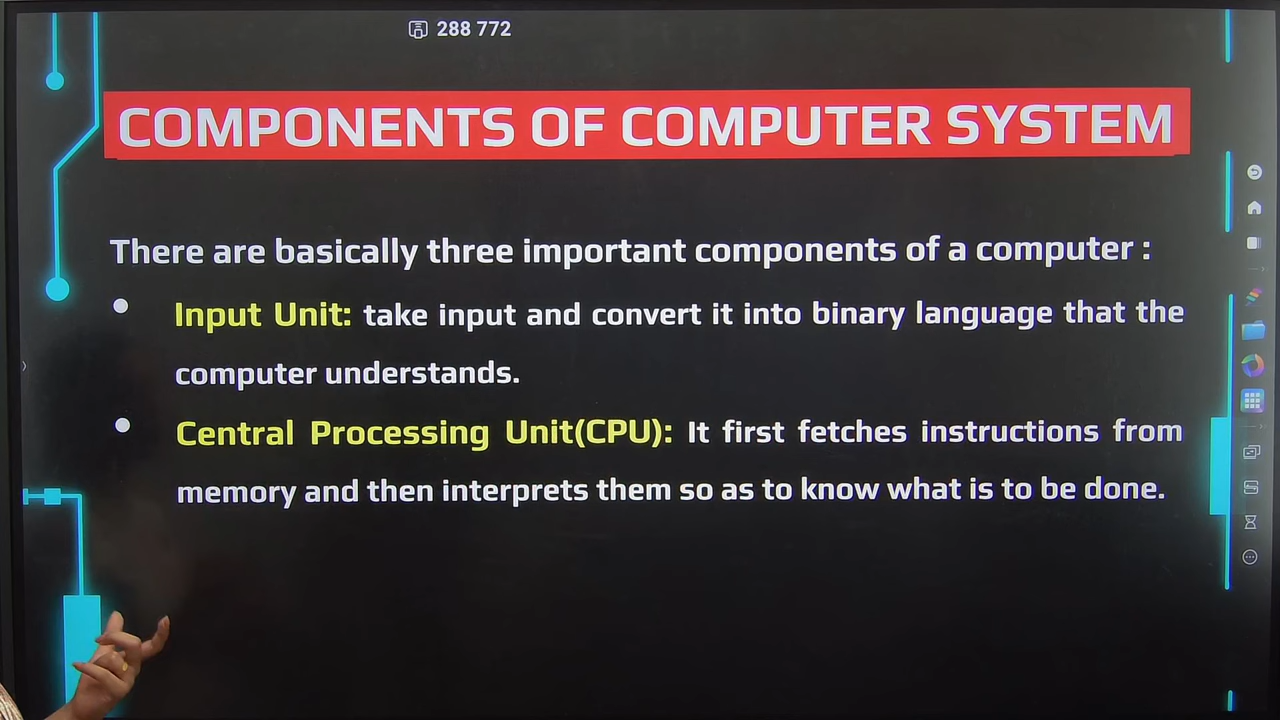 288 772
COMPONENTS OF COMPUTER SYSTEM
There are basically three important components of a computer :
• Input Unit: take input and convert it into binary language that the
computer understands.
• Central Processing Unit(CPU): It first fetches instructions from
memory and then interprets them so as to know what is to be done.